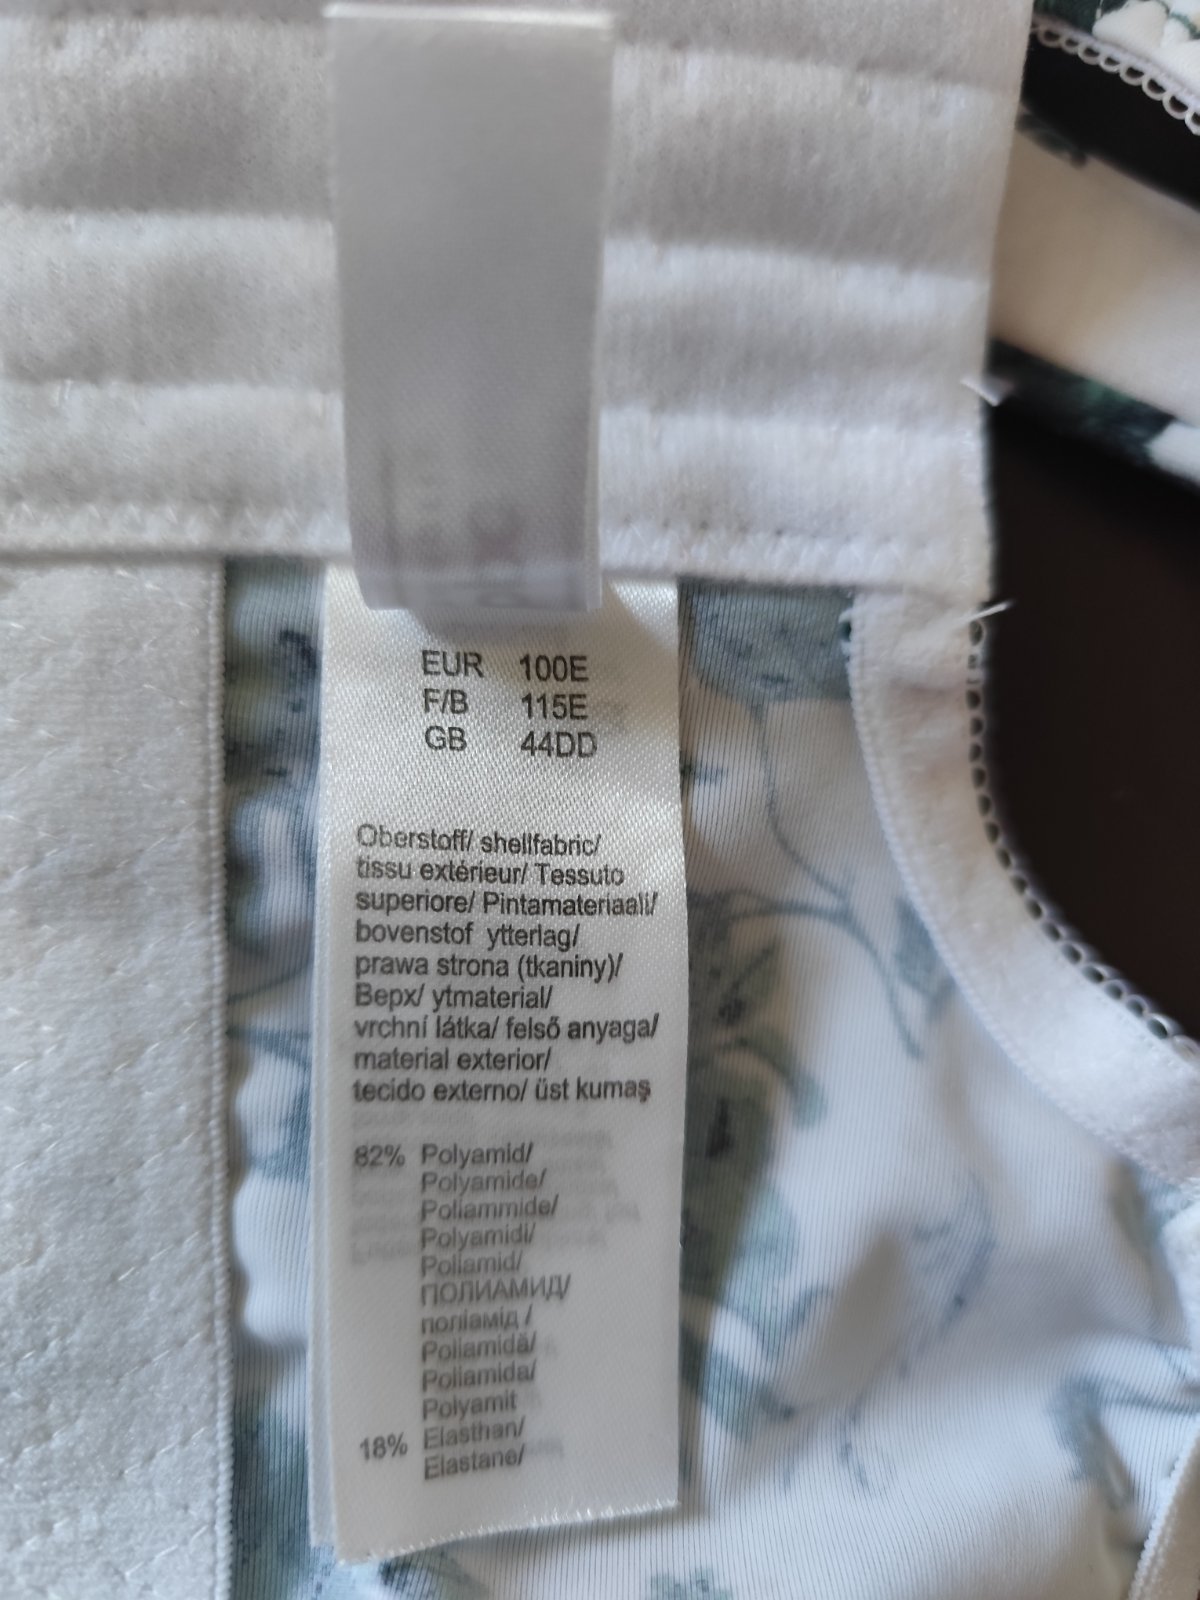 EUR 100E
F/B 115E
GB 44DD
Oberstoff/ shellfabric/
tissu extérieur/ Tessuto
superiore/ Pintamateriaali/
bovenstof ytterlag/
prawa strona (tkaniny)/
Верх/ ytmaterial/
vrchní látka/ felső anyaga/
material exterior/
tecido externo/ üst kumaş
82% Polyamid/
Polyamide/
Poliammide/
Polyamidi/
Poliamid/
ПОЛИАМИД/
поліамід /
Poliamidă/
Poliamida/
Polyamit
18% Elasthan/
Elastane/